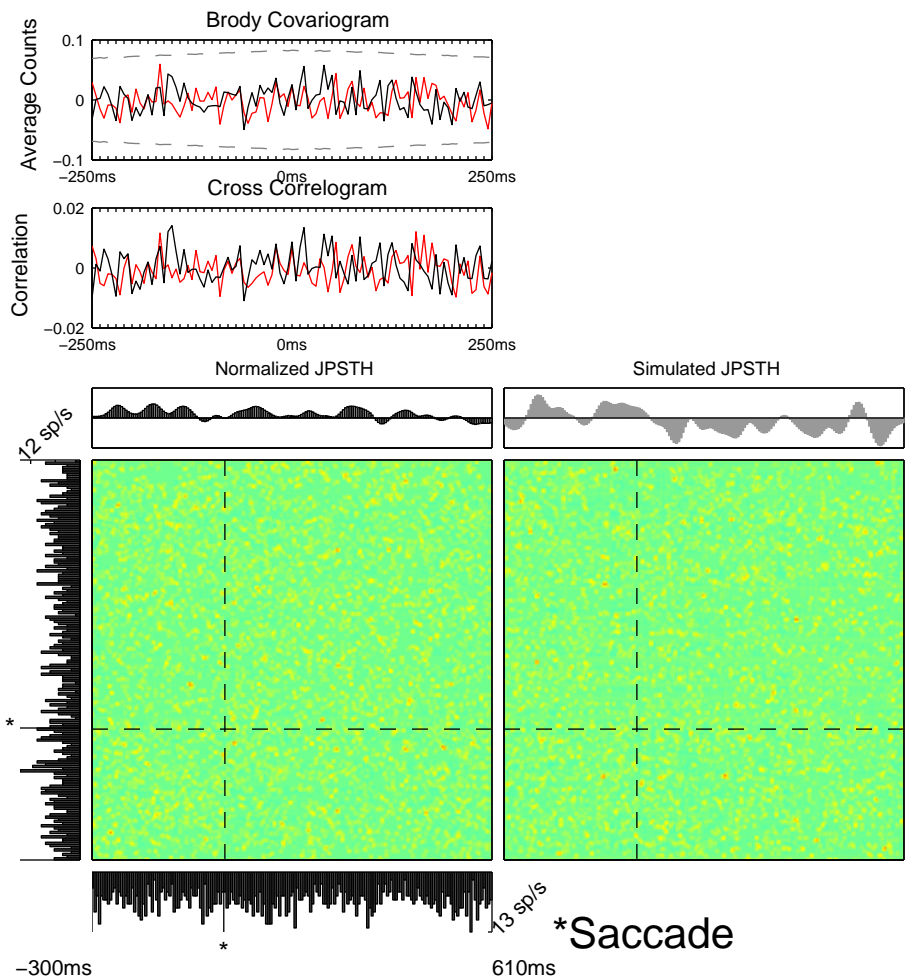 Brody Covariogram
Average Counts
0.1
0
−0.1
−250ms
0ms
250ms
Cross Correlogram
Correlation
0.02
0
−0.02
−250ms
0ms
250ms
Normalized JPSTH
Simulated JPSTH
12 sp/s
*
13 sp/s
*
*Saccade
−300ms
610ms